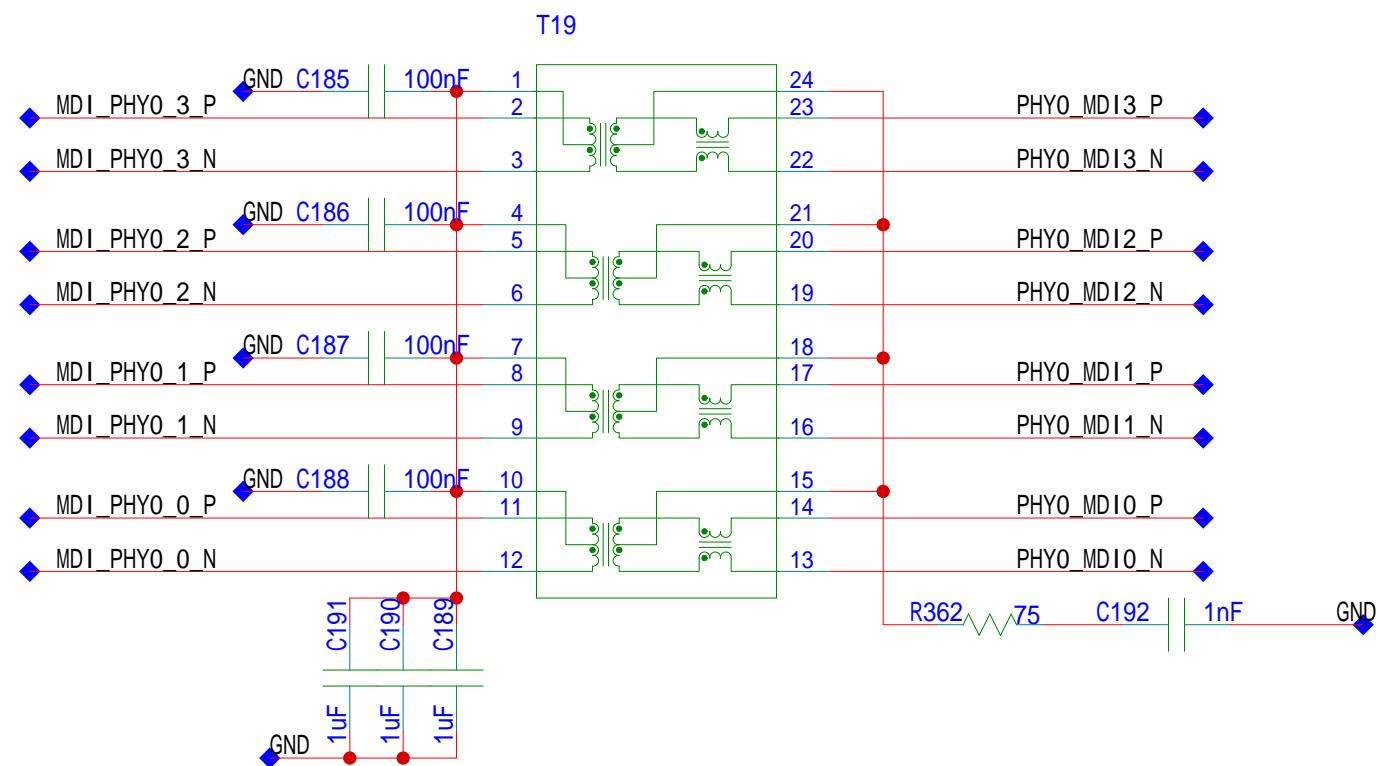 T19
GND C185 100nF 1 24
MDI_PHY0_3_P 2 23 PHY0_MDI3_P
MDI_PHY0_3_N 3 22 PHY0_MDI3_N
GND C186 100nF 4 21
MDI_PHY0_2_P 5 20 PHY0_MDI2_P
MDI_PHY0_2_N 6 19 PHY0_MDI2_N
GND C187 100nF 7 18
MDI_PHY0_1_P 8 17 PHY0_MDI1_P
MDI_PHY0_1_N 9 16 PHY0_MDI1_N
GND C188 100nF 10 15
MDI_PHY0_0_P 11 14 PHY0_MDI0_P
MDI_PHY0_0_N 12 13 PHY0_MDI0_N
C191 C190 C189 R362 75 C192 1nF GND
1uF 1uF 1uF
GND